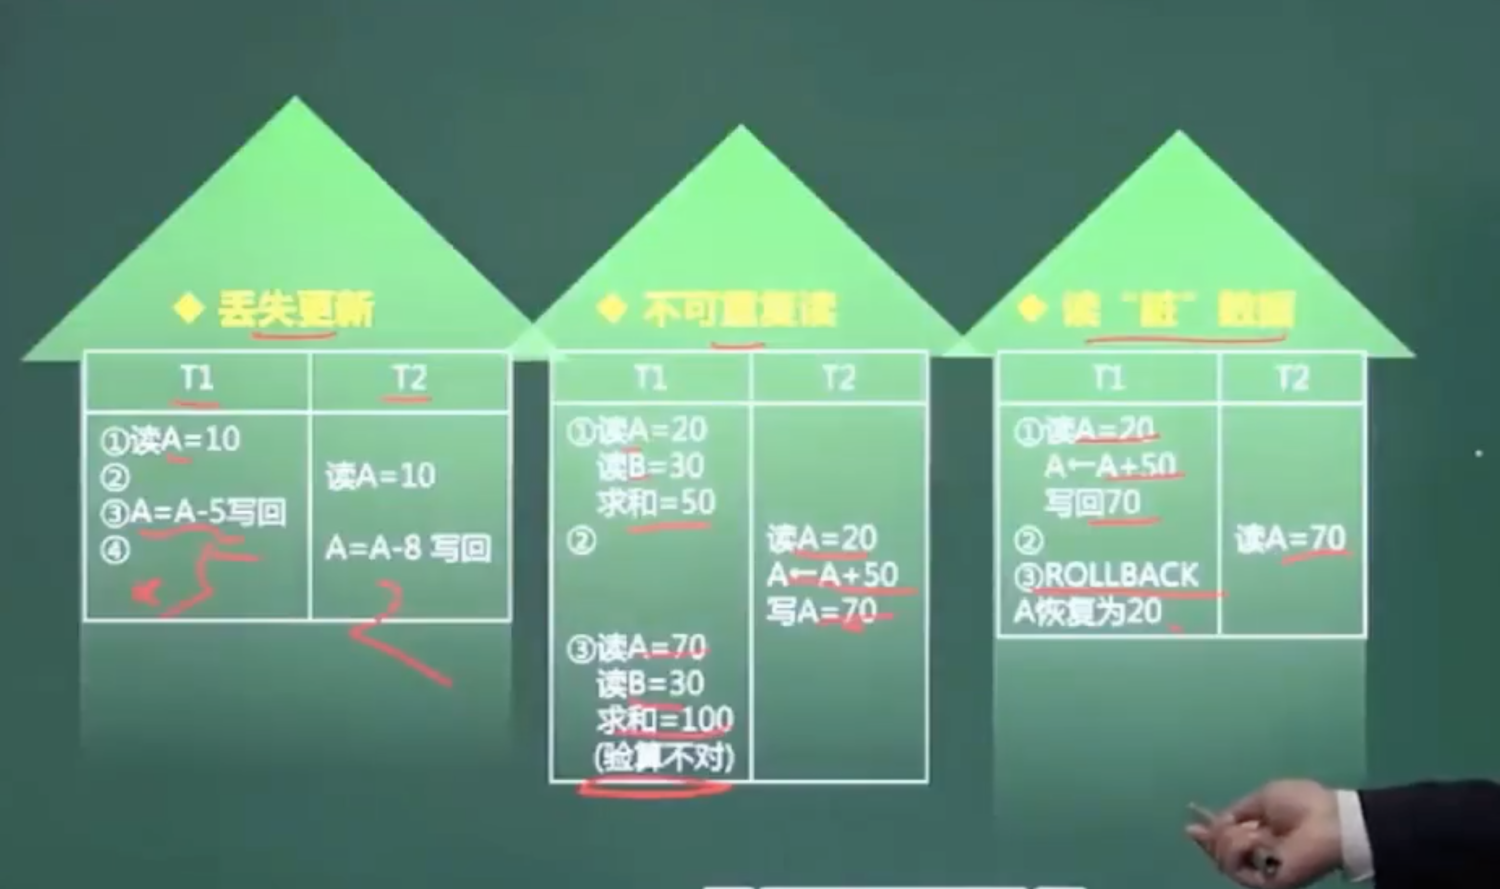 ◆ 丢失更新
T1 T2
①读A=10
② 读A=10
③A=A-5写回
④ A=A-8 写回
◆ 不可重复读
T1 T2
①读A=20
读B=30
求和=50
② 读A=20
A←A+50
写A=70
③读A=70
读B=30
求和=100
(验算不对)
◆ 读“脏”数据
T1 T2
①读A=20
A←A+50
写回70
② 读A=70
③ROLLBACK
A恢复为20